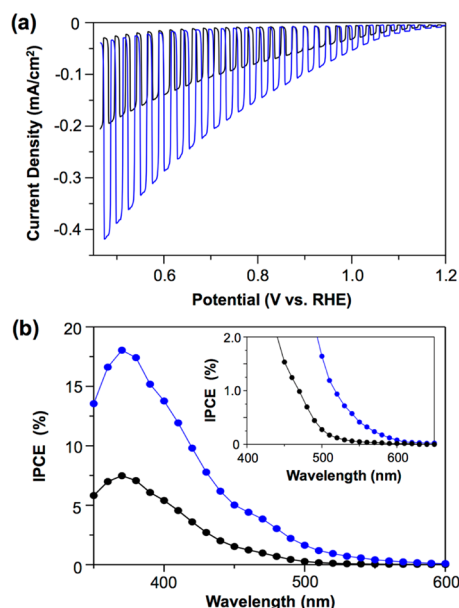 (a)
0
-0.1
-0.2
-0.3
-0.4
Current Density (mA/cm²)
0.6 0.8 1.0 1.2
Potential (V vs. RHE)
(b)
20
15
10
5
0
IPCE (%)
2.0
1.0
0
IPCE (%)
400 500 600
Wavelength (nm)
400 500 600
Wavelength (nm)